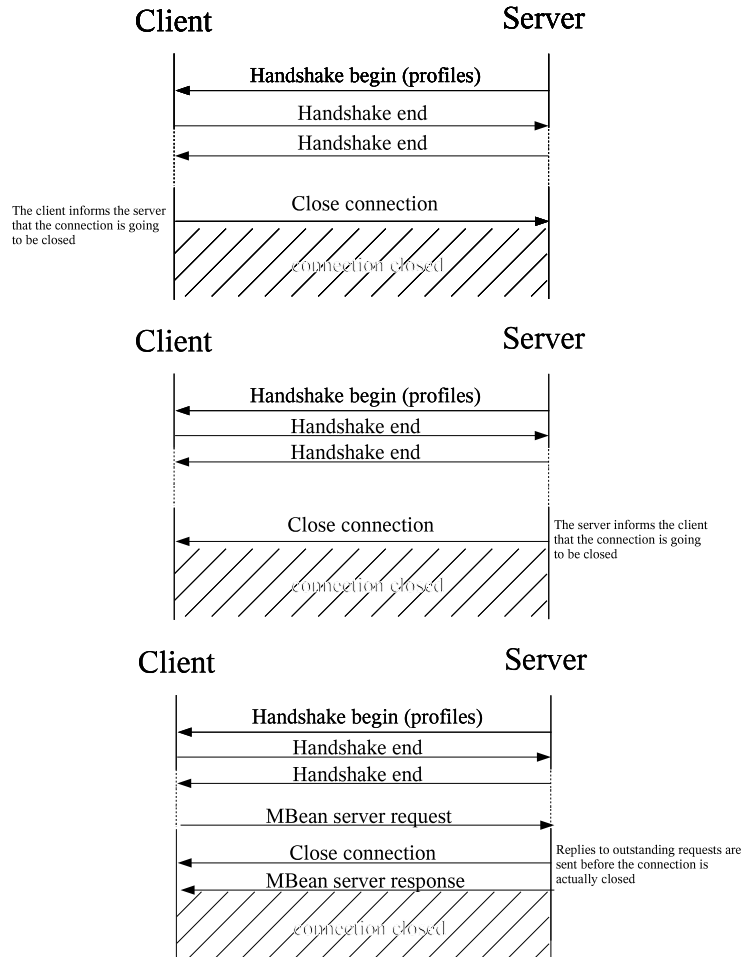 Client
Server
Handshake begin (profiles)
Handshake end
Handshake end
Close connection
The client informs the server
that the connection is going
to be closed
connection closed
Client
Server
Handshake begin (profiles)
Handshake end
Handshake end
Close connection
The server informs the client
that the connection is going
to be closed
connection closed
Client
Server
Handshake begin (profiles)
Handshake end
Handshake end
MBean server request
Close connection
Replies to outstanding requests are
sent before the connection is
actually closed
MBean server response
connection closed